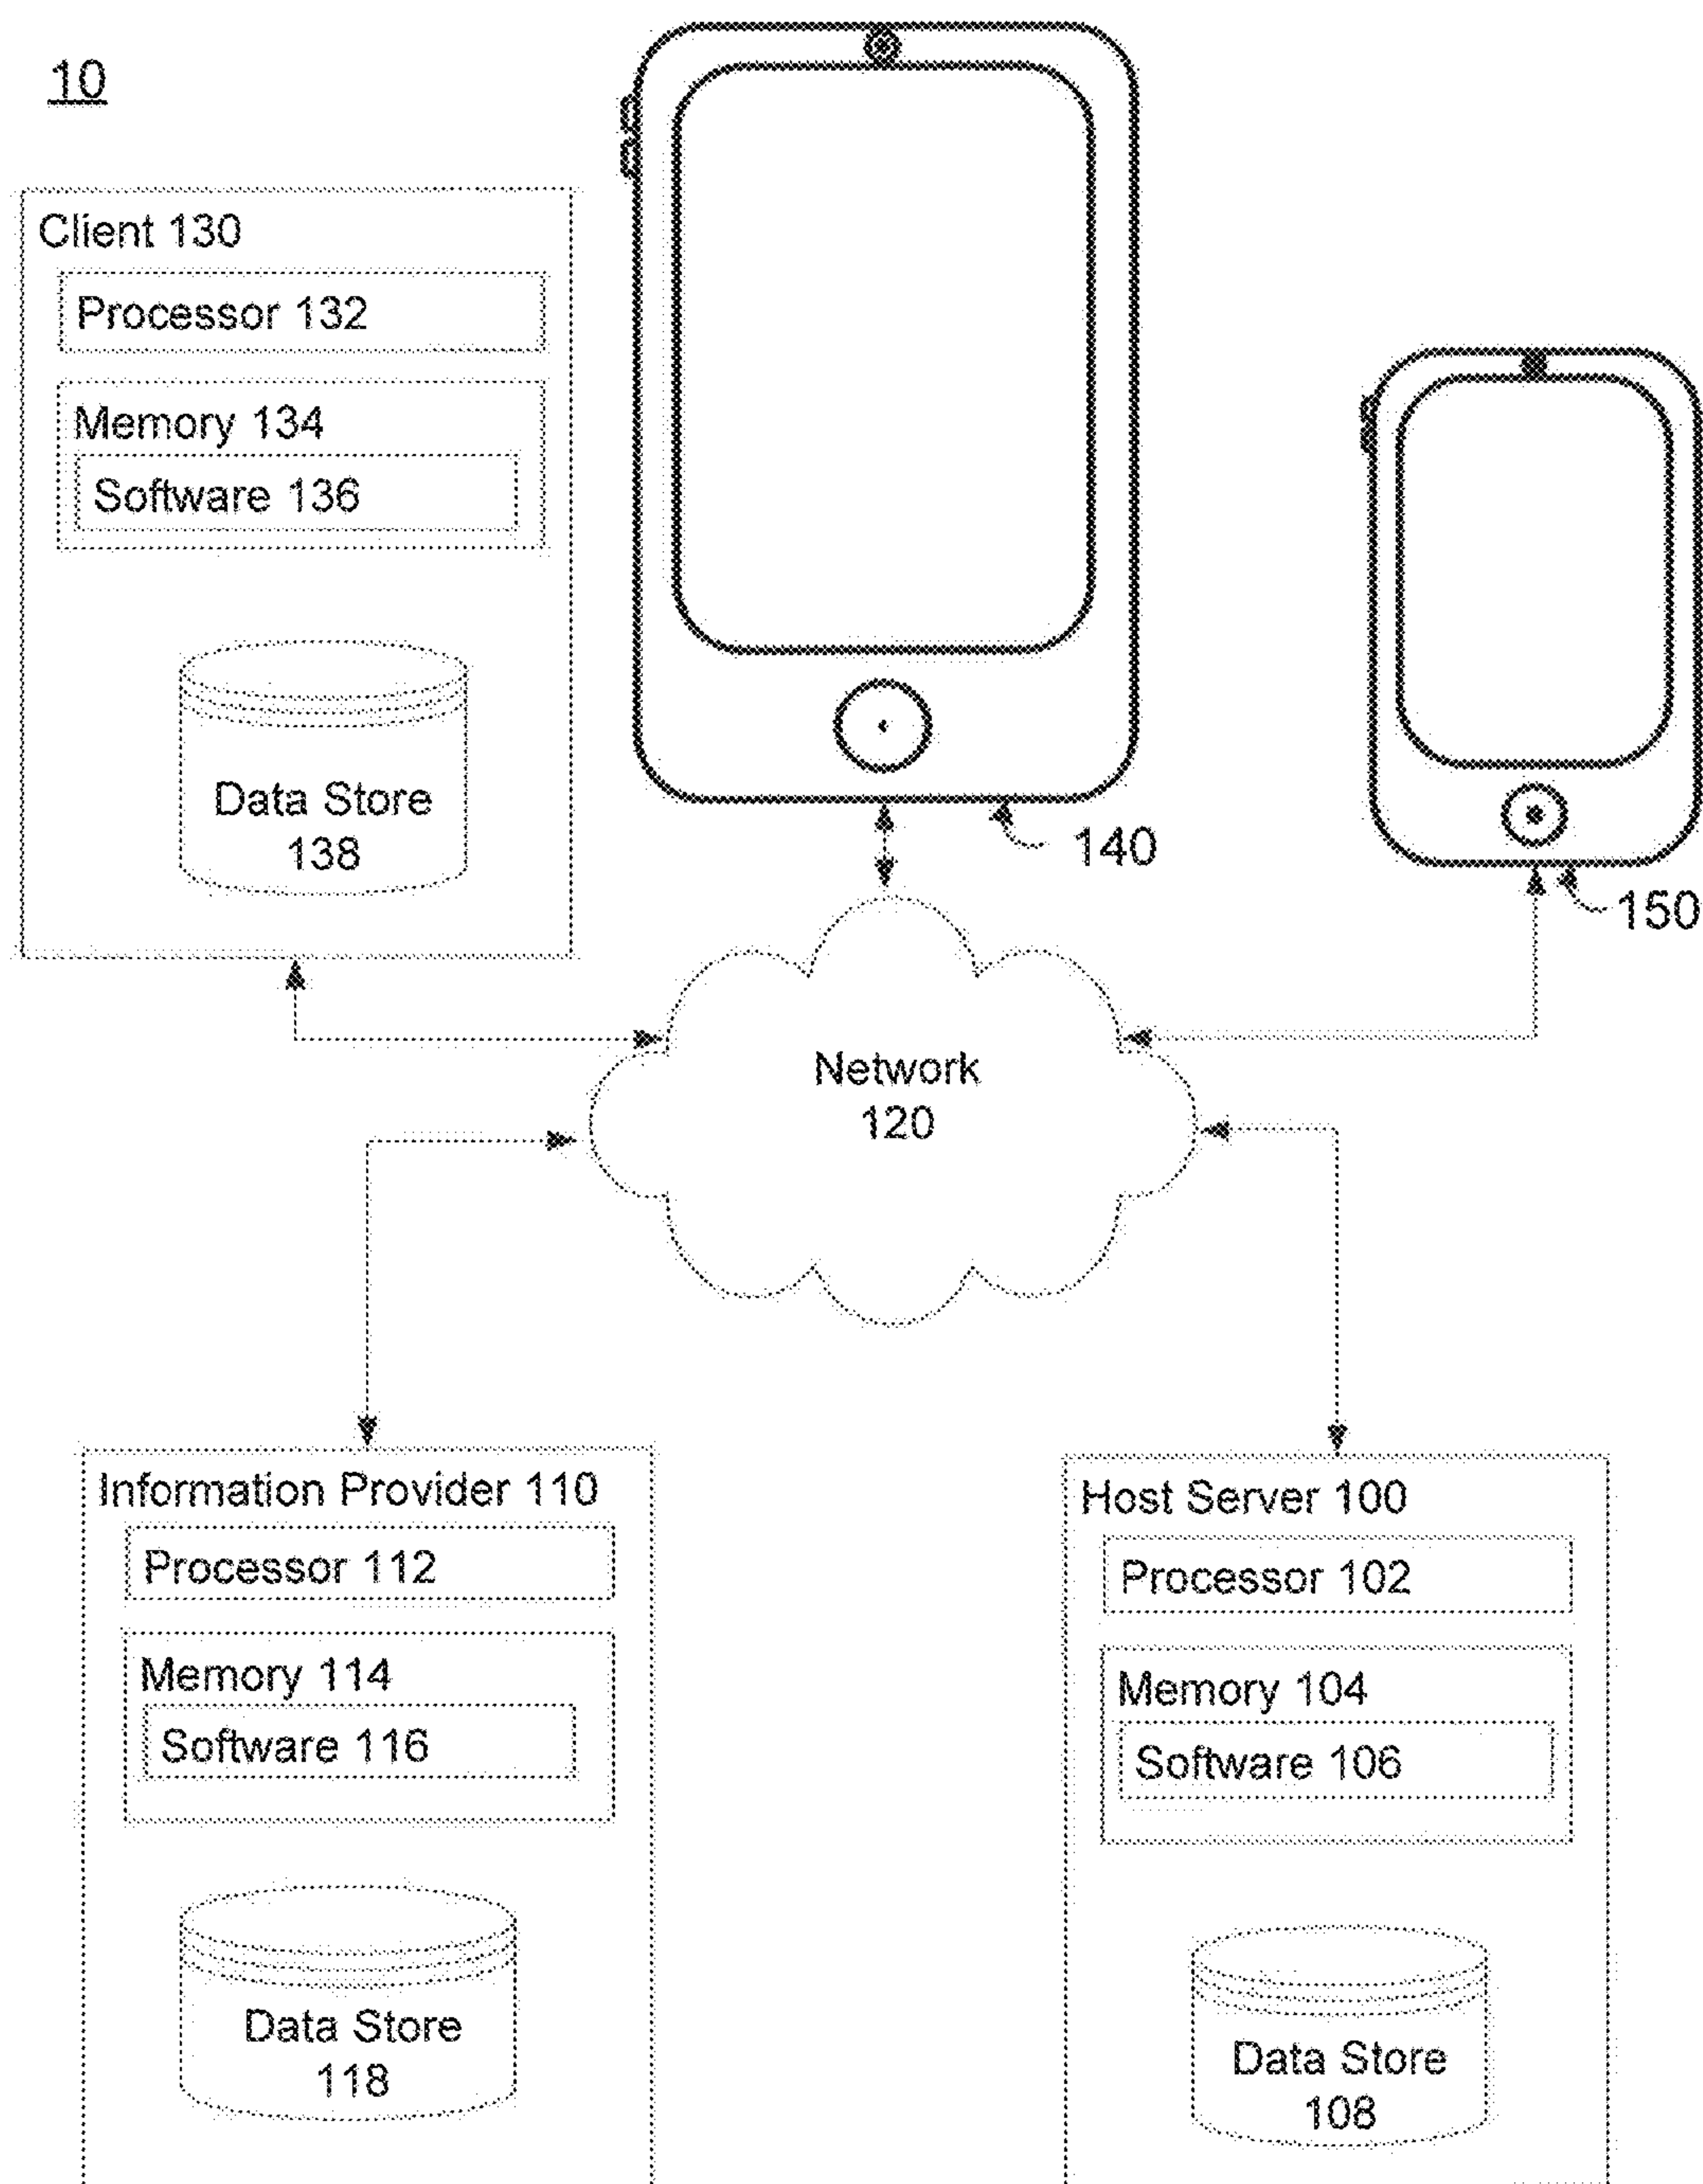 10
Client 130
Processor 132
Memory 134
Software 136
Data Store
138
140
150
Network
120
Information Provider 110
Processor 112
Memory 114
Software 116
Data Store
118
Host Server 100
Processor 102
Memory 104
Software 106
Data Store
108